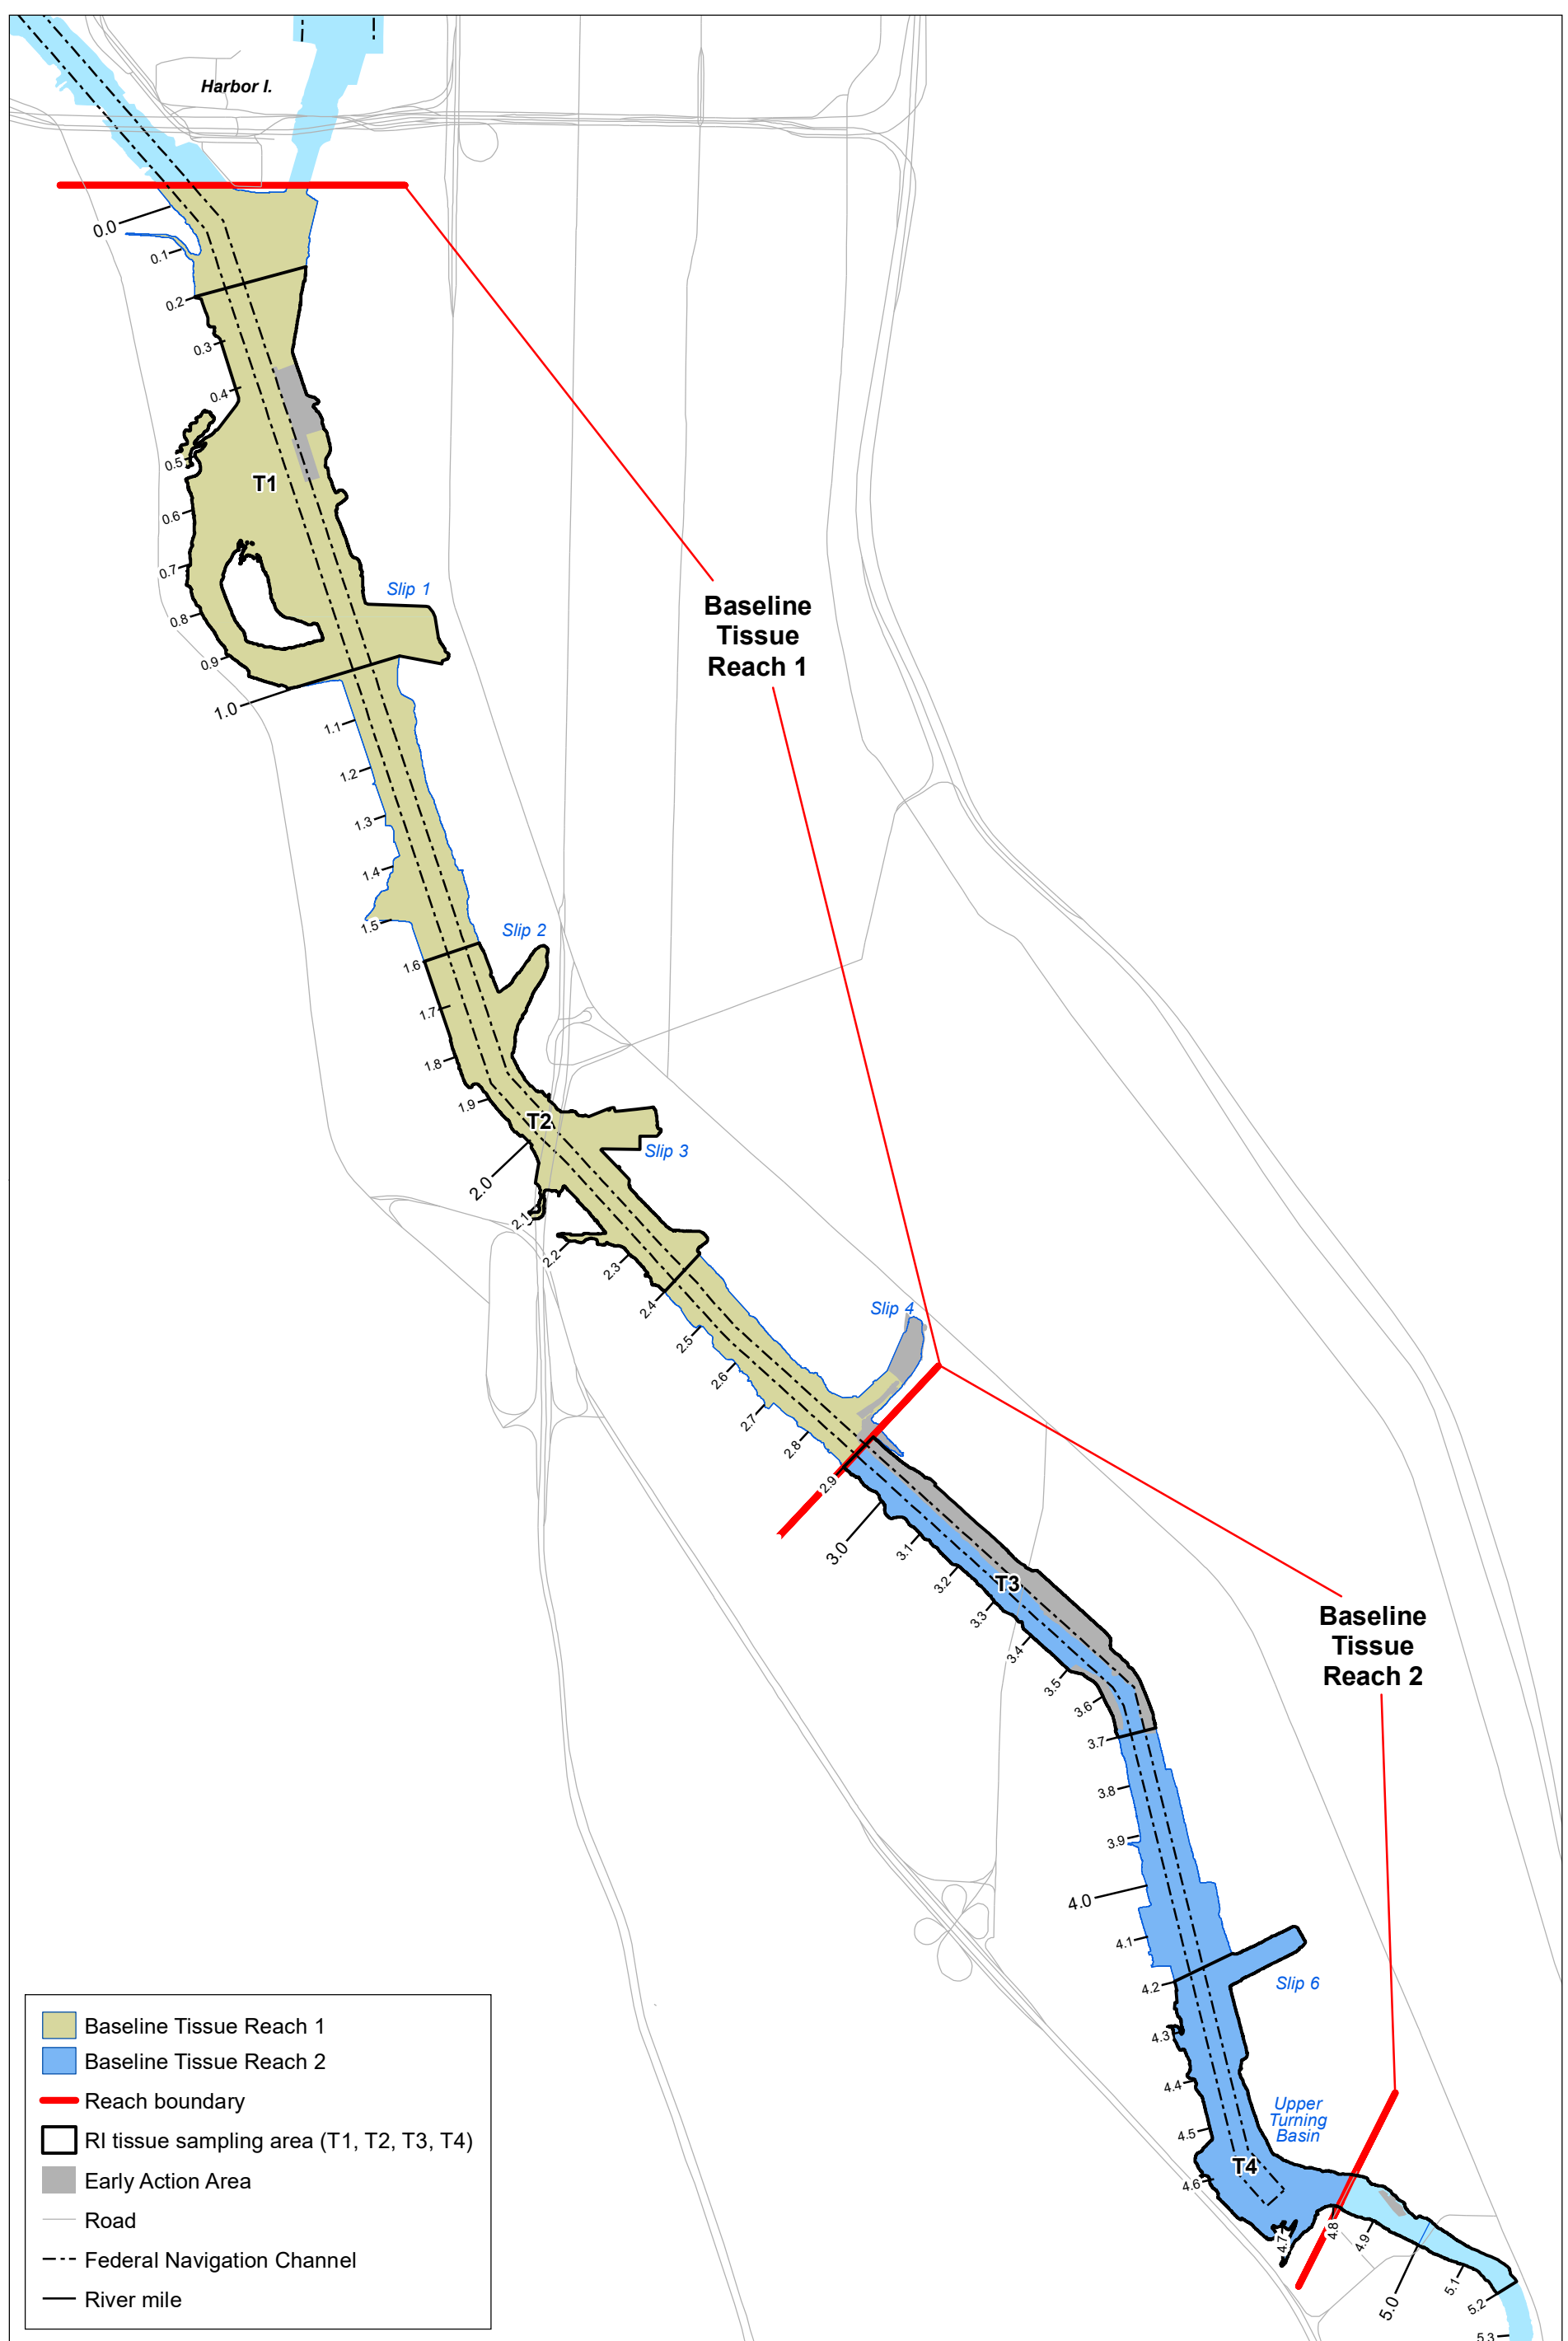 Harbor I.
0.0
0.1
0.2
0.3
0.4
0.5
T1
0.6
0.7
Slip 1
0.8
Baseline
Tissue
Reach 1
0.9
1.0
1.1
1.2
1.3
1.4
1.5
Slip 2
1.6
1.7
1.8
1.9
T2
Slip 3
2.0
2.1
2.2
2.3
2.4
Slip 4
2.5
2.6
2.7
2.8
2.9
3.0
3.1
3.2
T3
3.3
3.4
Baseline
Tissue
Reach 2
3.5
3.6
3.7
3.8
3.9
4.0
4.1
4.2
Slip 6
4.3
4.4
Upper
Turning
Basin
4.5
T4
4.6
4.7
4.8
4.9
5.0
5.1
5.2
5.3
Baseline Tissue Reach 1
Baseline Tissue Reach 2
Reach boundary
RI tissue sampling area (T1, T2, T3, T4)
Early Action Area
Road
Federal Navigation Channel
River mile